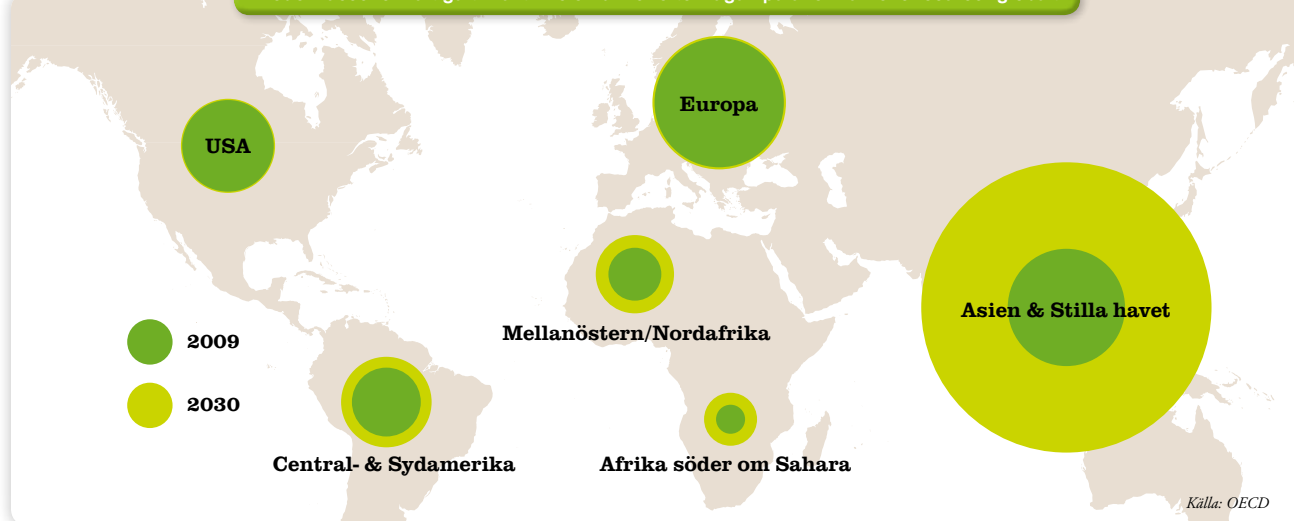 USA
Europa
Asien & Stilla havet
Mellanöstern/Nordafrika
2009
2030
Central- & Sydamerika
Afrika söder om Sahara
Källa: OECD